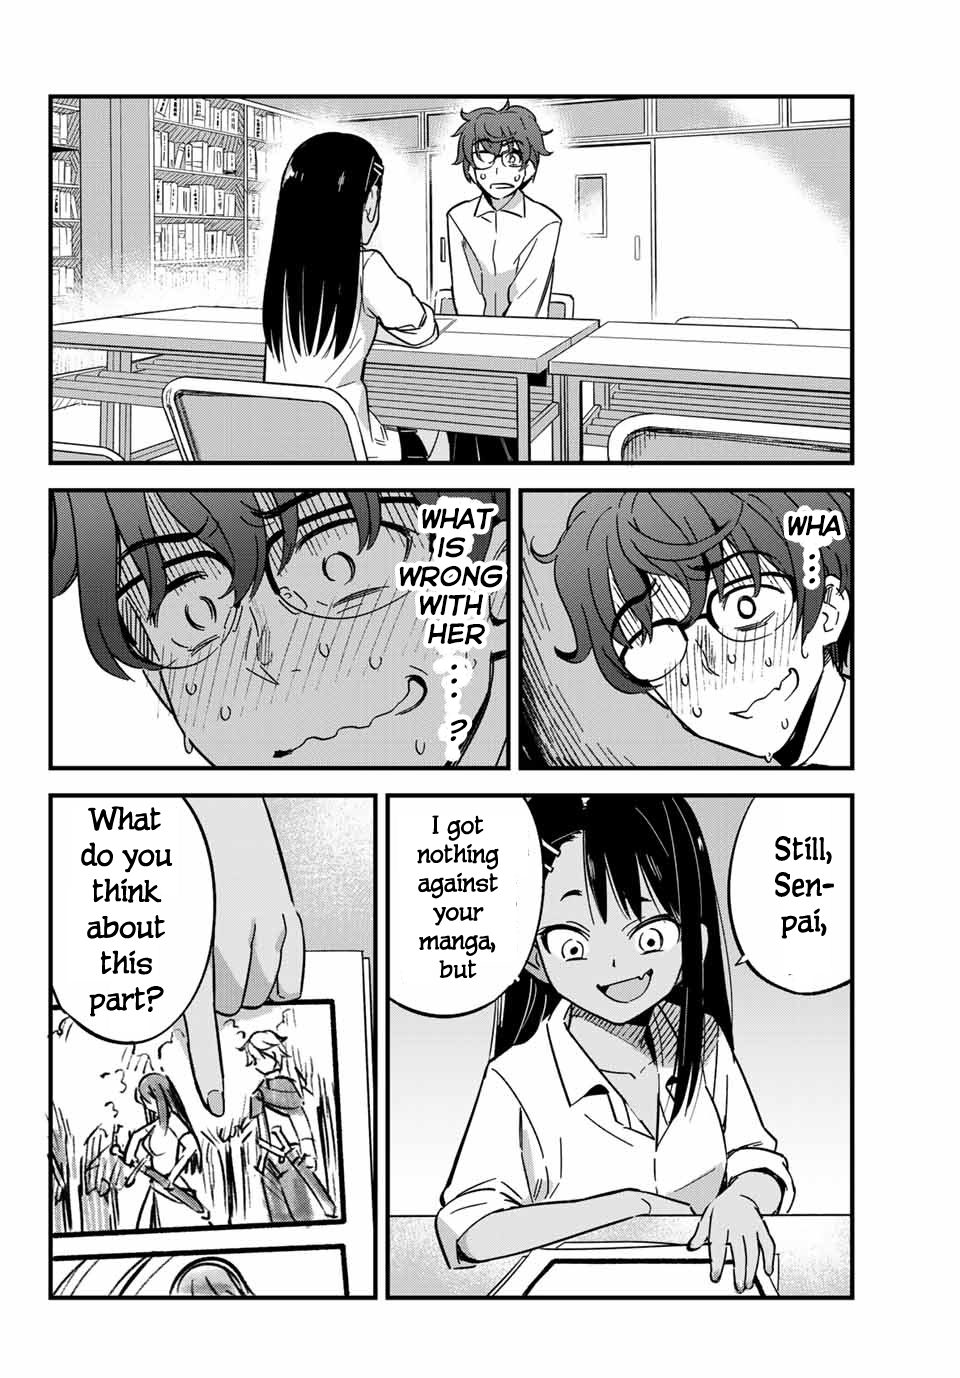 WHA
...
WHAT
IS
WRONG
WITH
HER
...
?
Still,
Sen-
pai,
I got
nothing
against
your
manga,
but
What
do you
think
about
this
part?